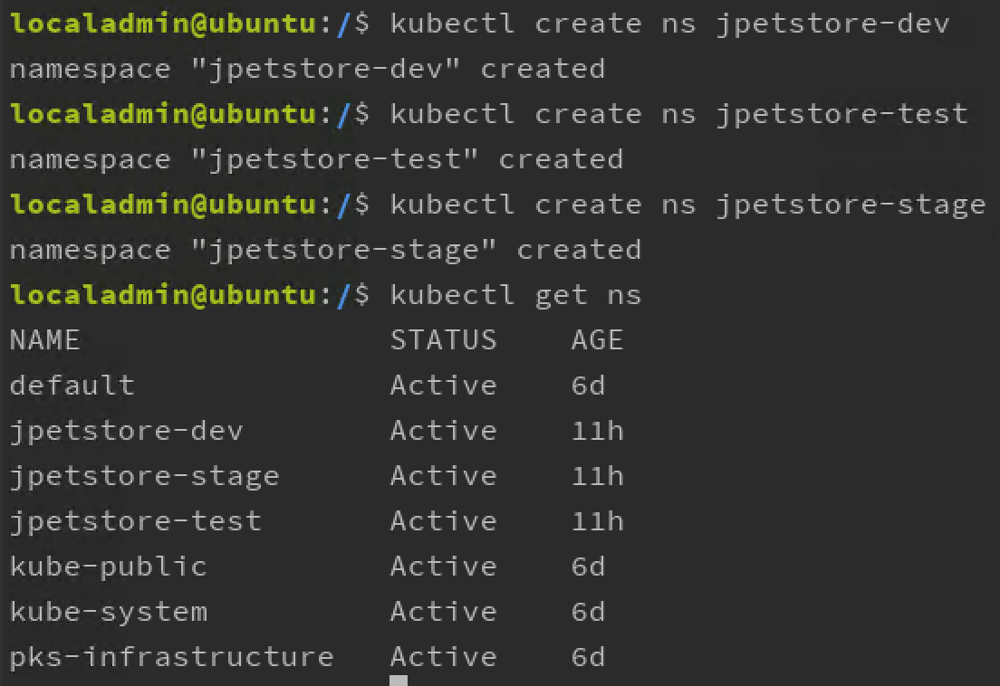 localadmin@ubuntu:/$ kubectl create ns jpetstore-dev
namespace "jpetstore-dev" created
localadmin@ubuntu:/$ kubectl create ns jpetstore-test
namespace "jpetstore-test" created
localadmin@ubuntu:/$ kubectl create ns jpetstore-stage
namespace "jpetstore-stage" created
localadmin@ubuntu:/$ kubectl get ns
NAME                 STATUS    AGE
default              Active    6d
jpetstore-dev        Active    11h
jpetstore-stage      Active    11h
jpetstore-test       Active    11h
kube-public          Active    6d
kube-system          Active    6d
pks-infrastructure   Active    6d